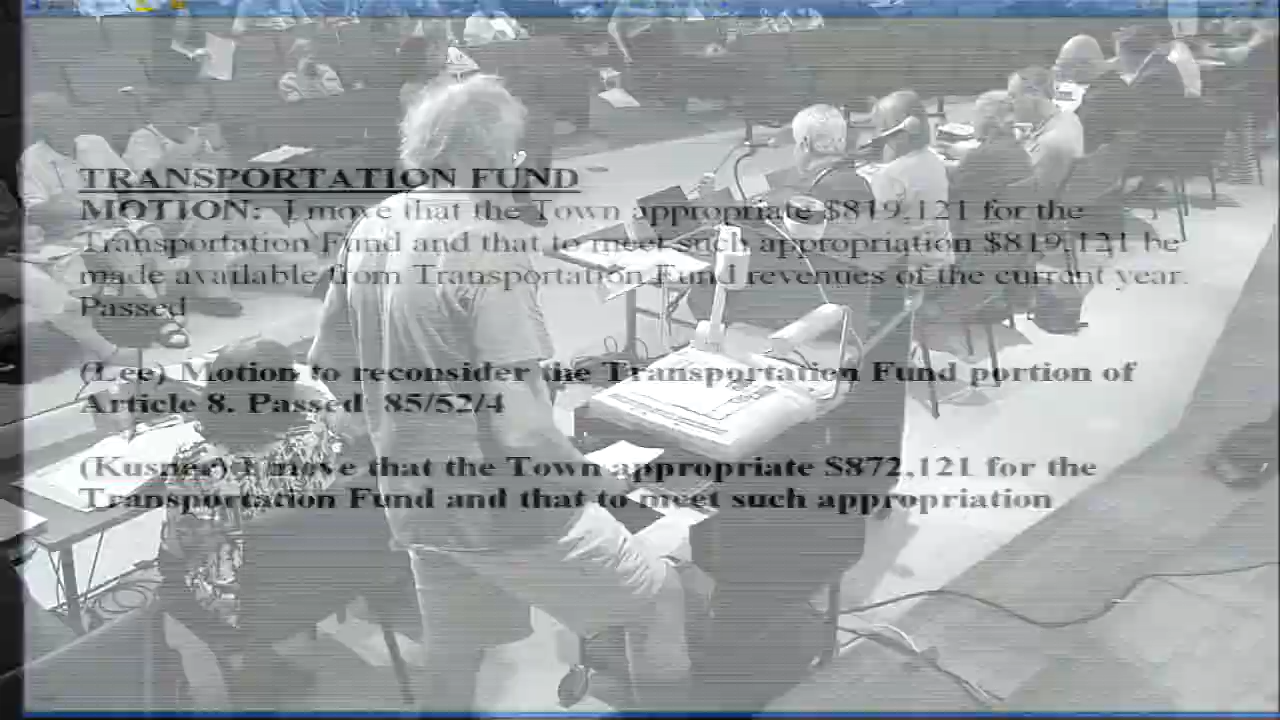 TRANSPORTATION FUND
MOTION: I move that the Town appropriate $819,121 for the
Transportation Fund and that to meet such appropriation $819,121 be
made available from Transportation Fund revenues of the current year.
Passed
(Lee) Motion to reconsider the Transportation Fund portion of
Article 8. Passed 85/52/4
(Kusmec) I move that the Town appropriate $872,121 for the
Transportation Fund and that to meet such appropriation